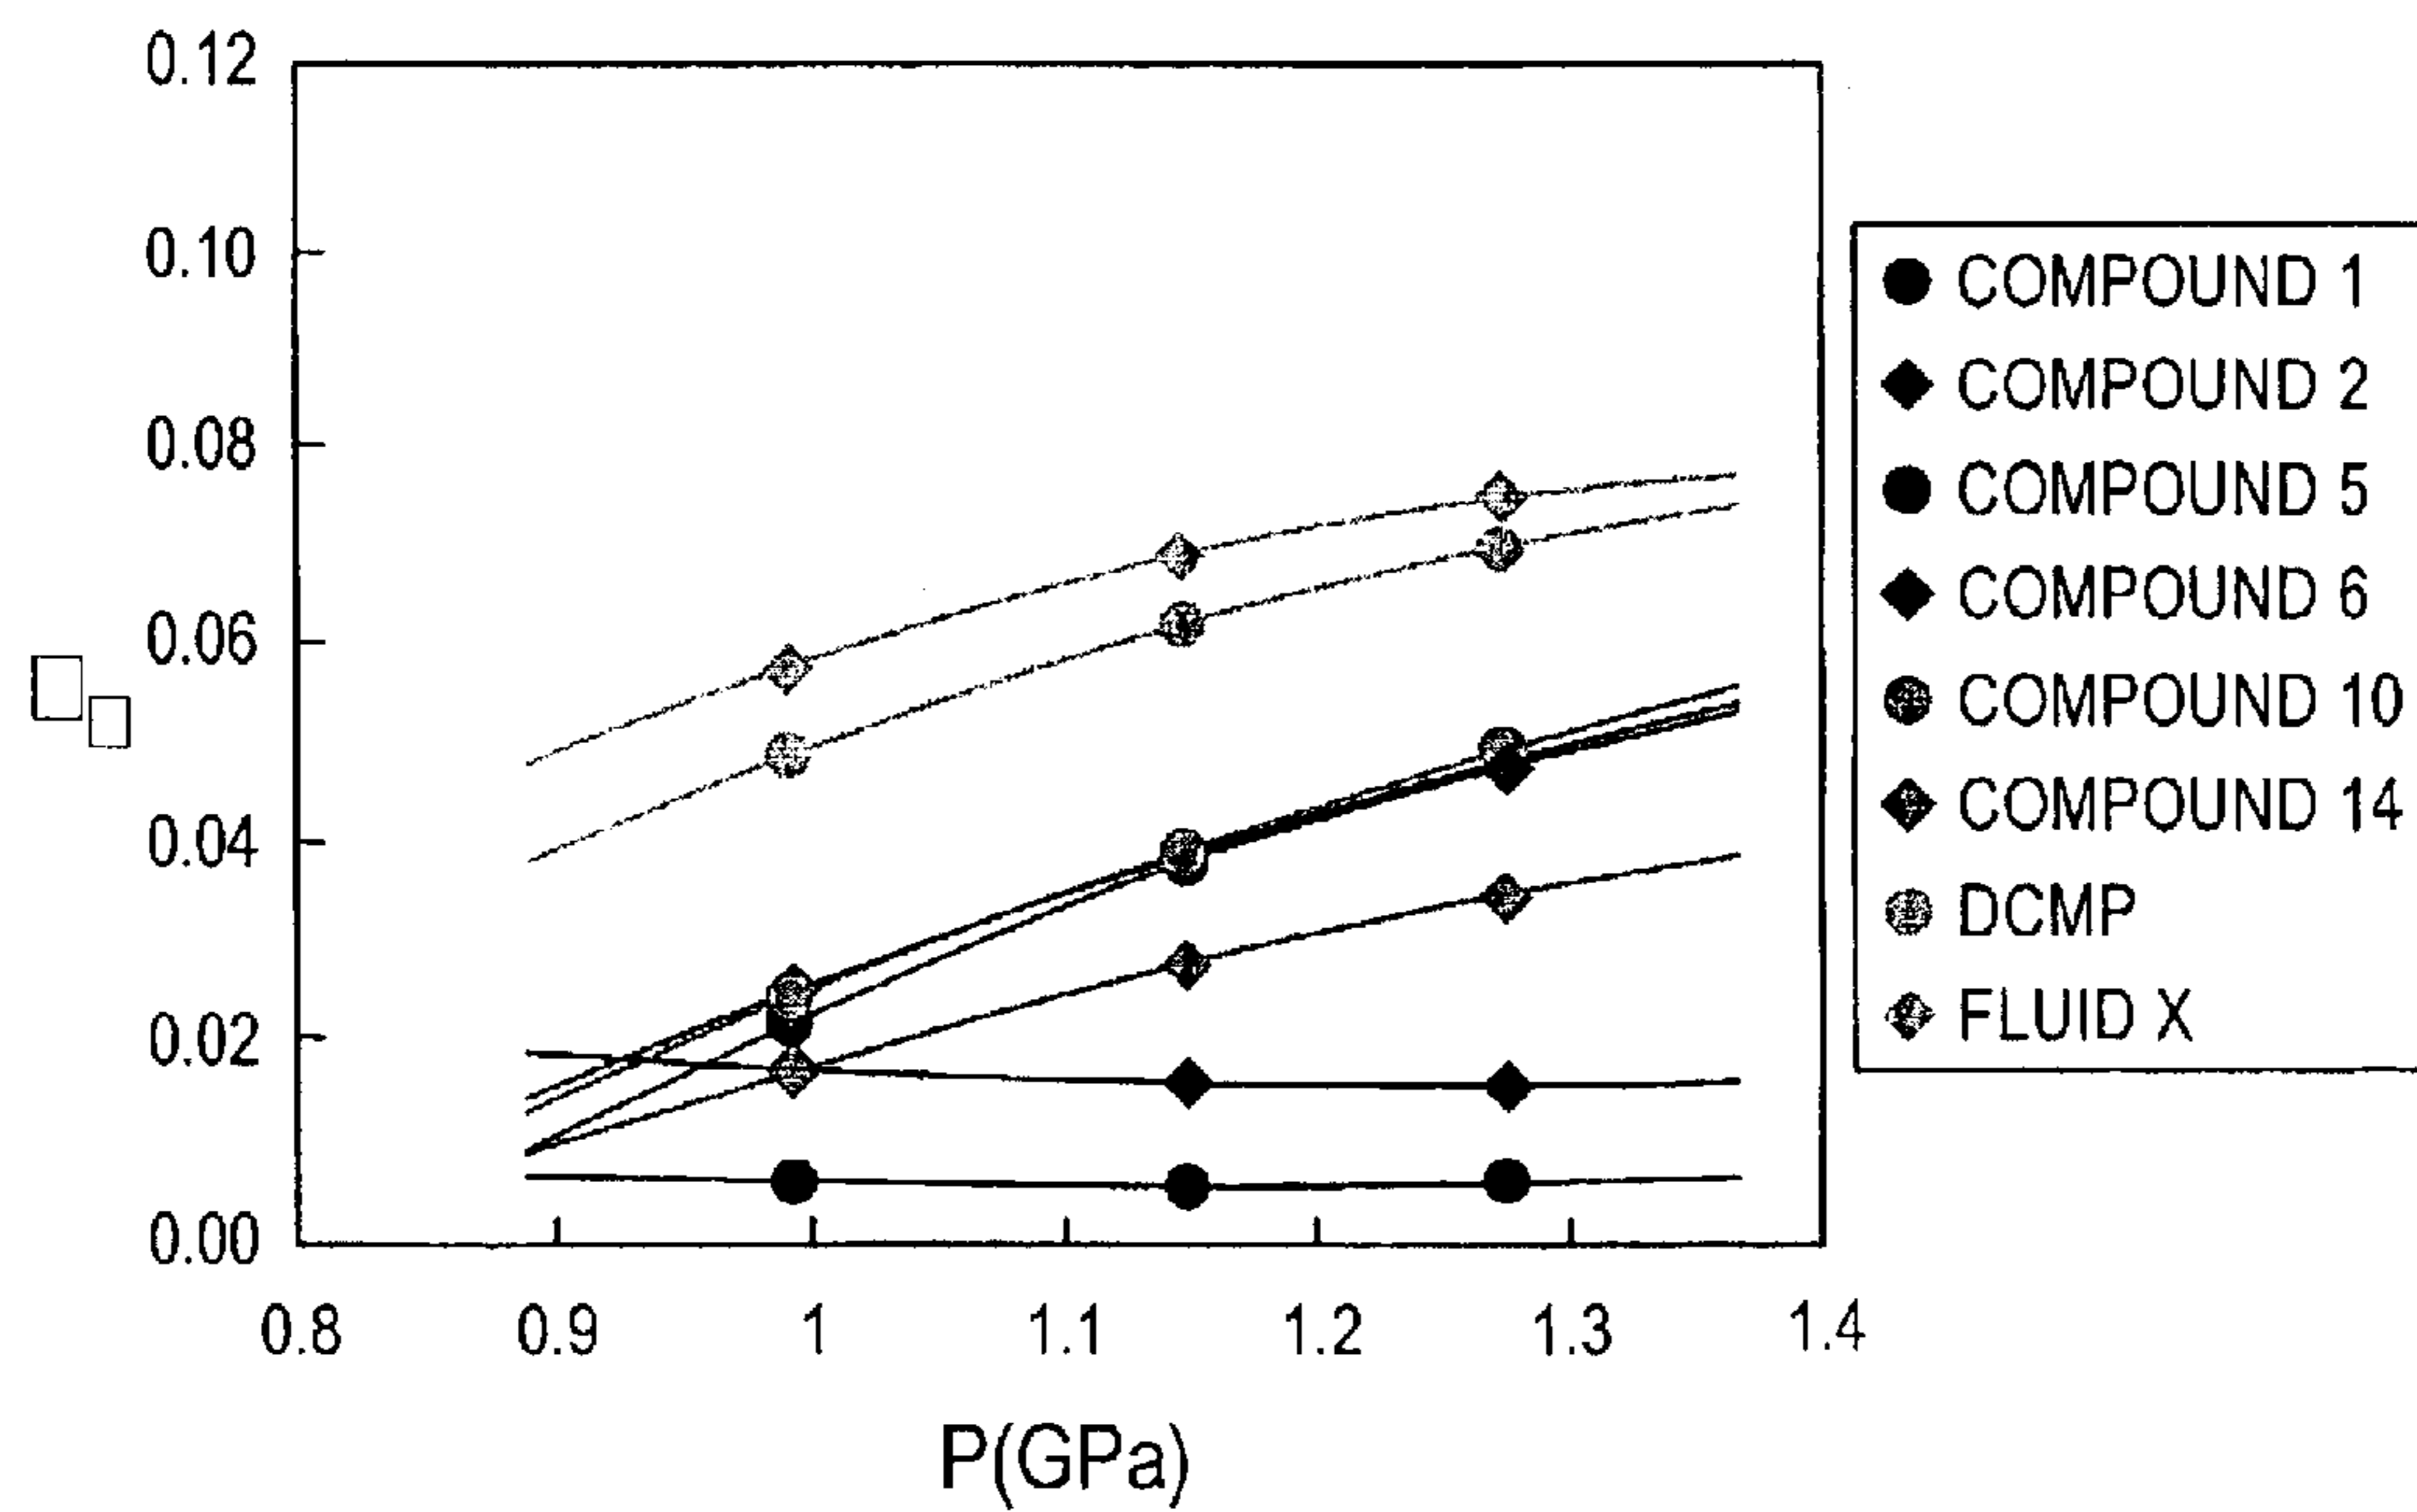 0.12
0.10
0.08
0.06
0.04
0.02
0.00
0.8 0.9 1 1.1 1.2 1.3 1.4
P(GPa)
COMPOUND 1
COMPOUND 2
COMPOUND 5
COMPOUND 6
COMPOUND 10
COMPOUND 14
DCMP
FLUID X